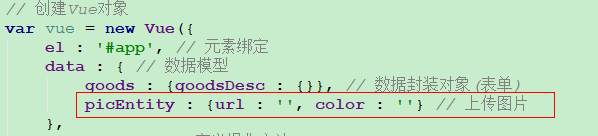 // 创建Vue对象
var vue = new Vue({
el : '#app', // 元素绑定
data : { // 数据模型
goods : {goodsDesc : {}}, // 数据封装对象 (表单)
picEntity : {url : '', color : ''} // 上传图片
},